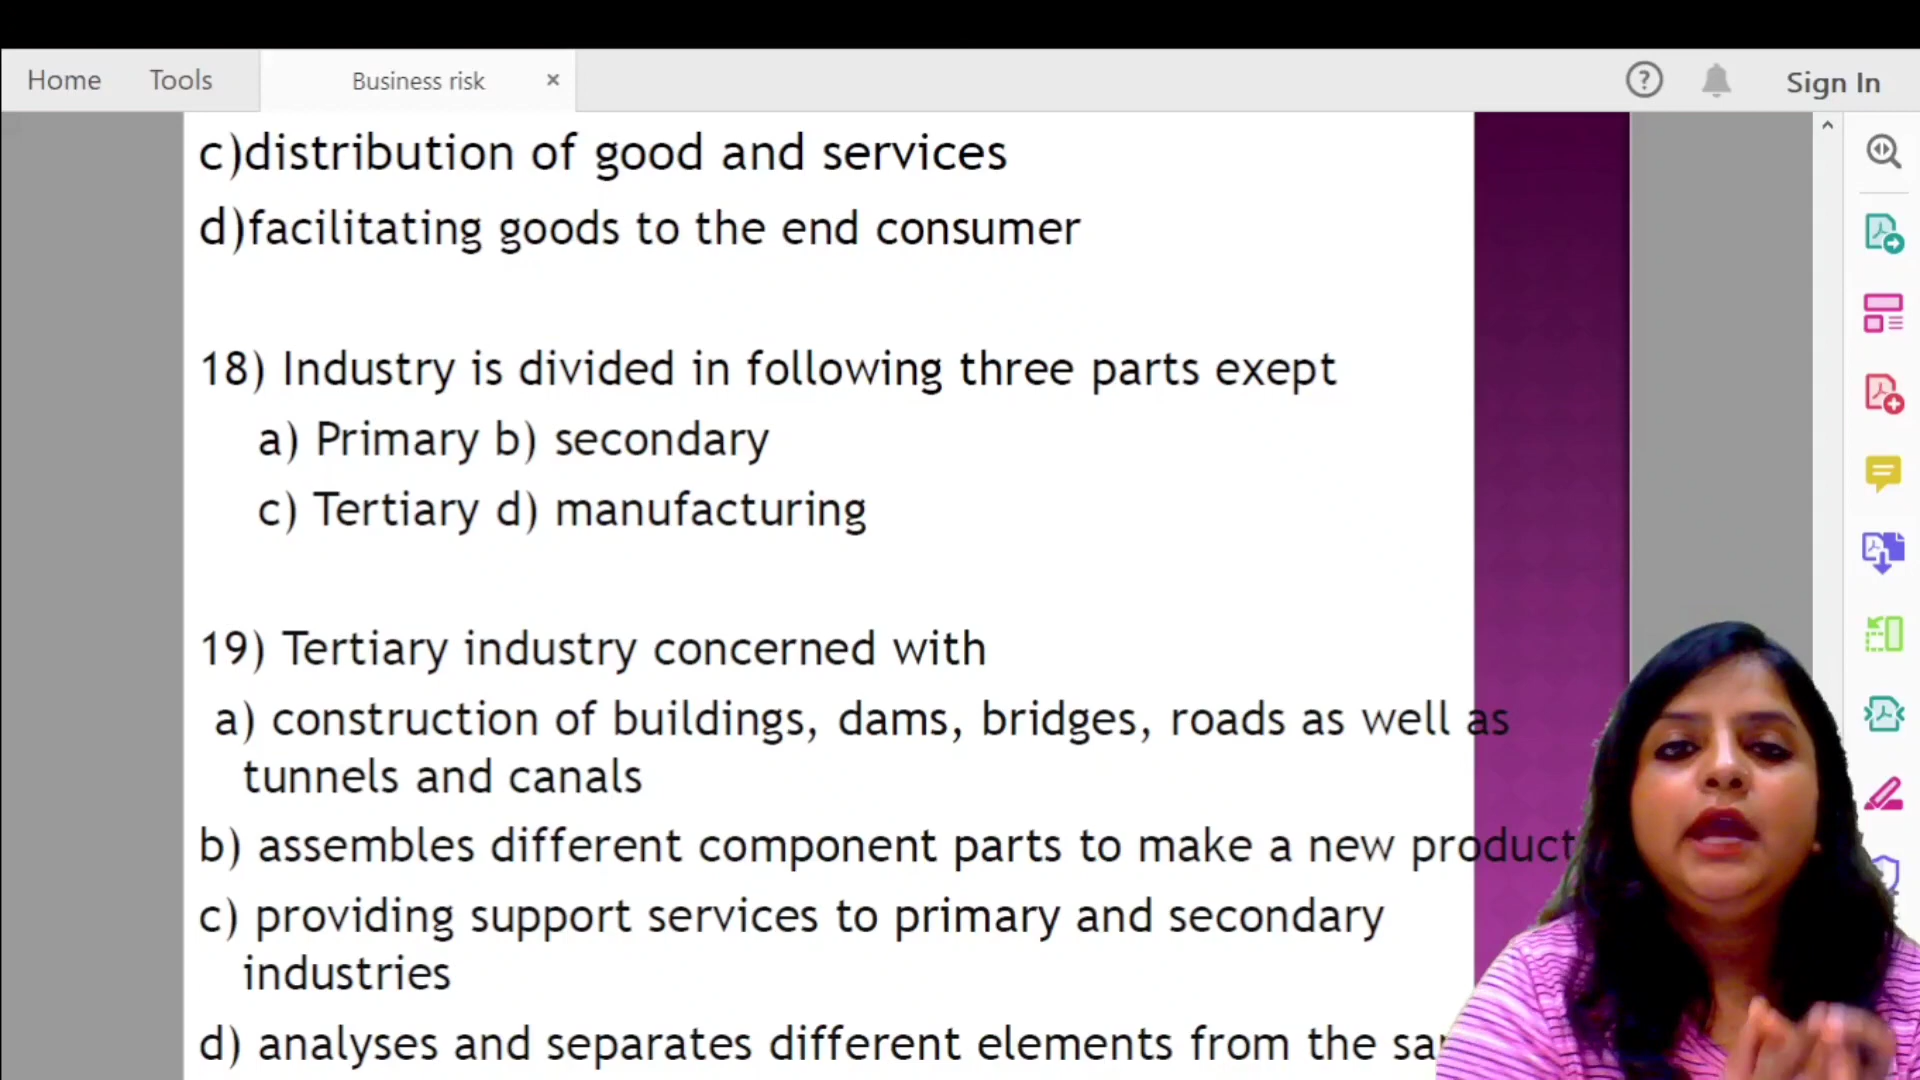 Home Tools Business risk × ? Sign In
c)distribution of good and services
d)facilitating goods to the end consumer
18) Industry is divided in following three parts exept
a) Primary b) secondary
c) Tertiary d) manufacturing
19) Tertiary industry concerned with
a) construction of buildings, dams, bridges, roads as well as
tunnels and canals
b) assembles different component parts to make a new product
c) providing support services to primary and secondary
industries
d) analyses and separates different elements from the